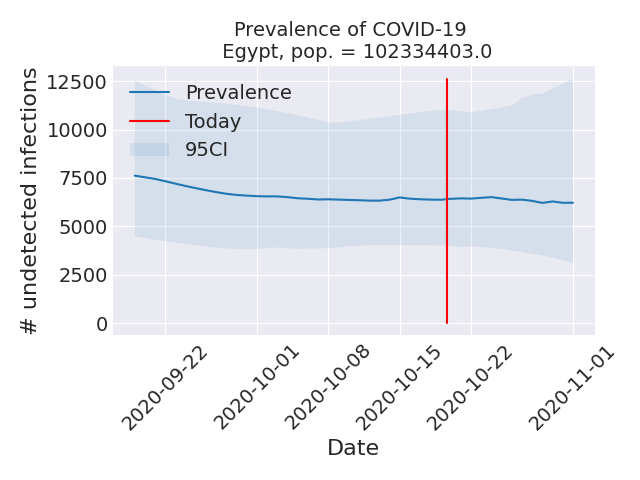 Prevalence of COVID-19
Egypt, pop. = 102334403.0
# undetected infections
12500
10000
7500
5000
2500
0
Prevalence
Today
95CI
2020-09-22
2020-10-01
2020-10-08
2020-10-15
2020-10-22
2020-11-01
Date